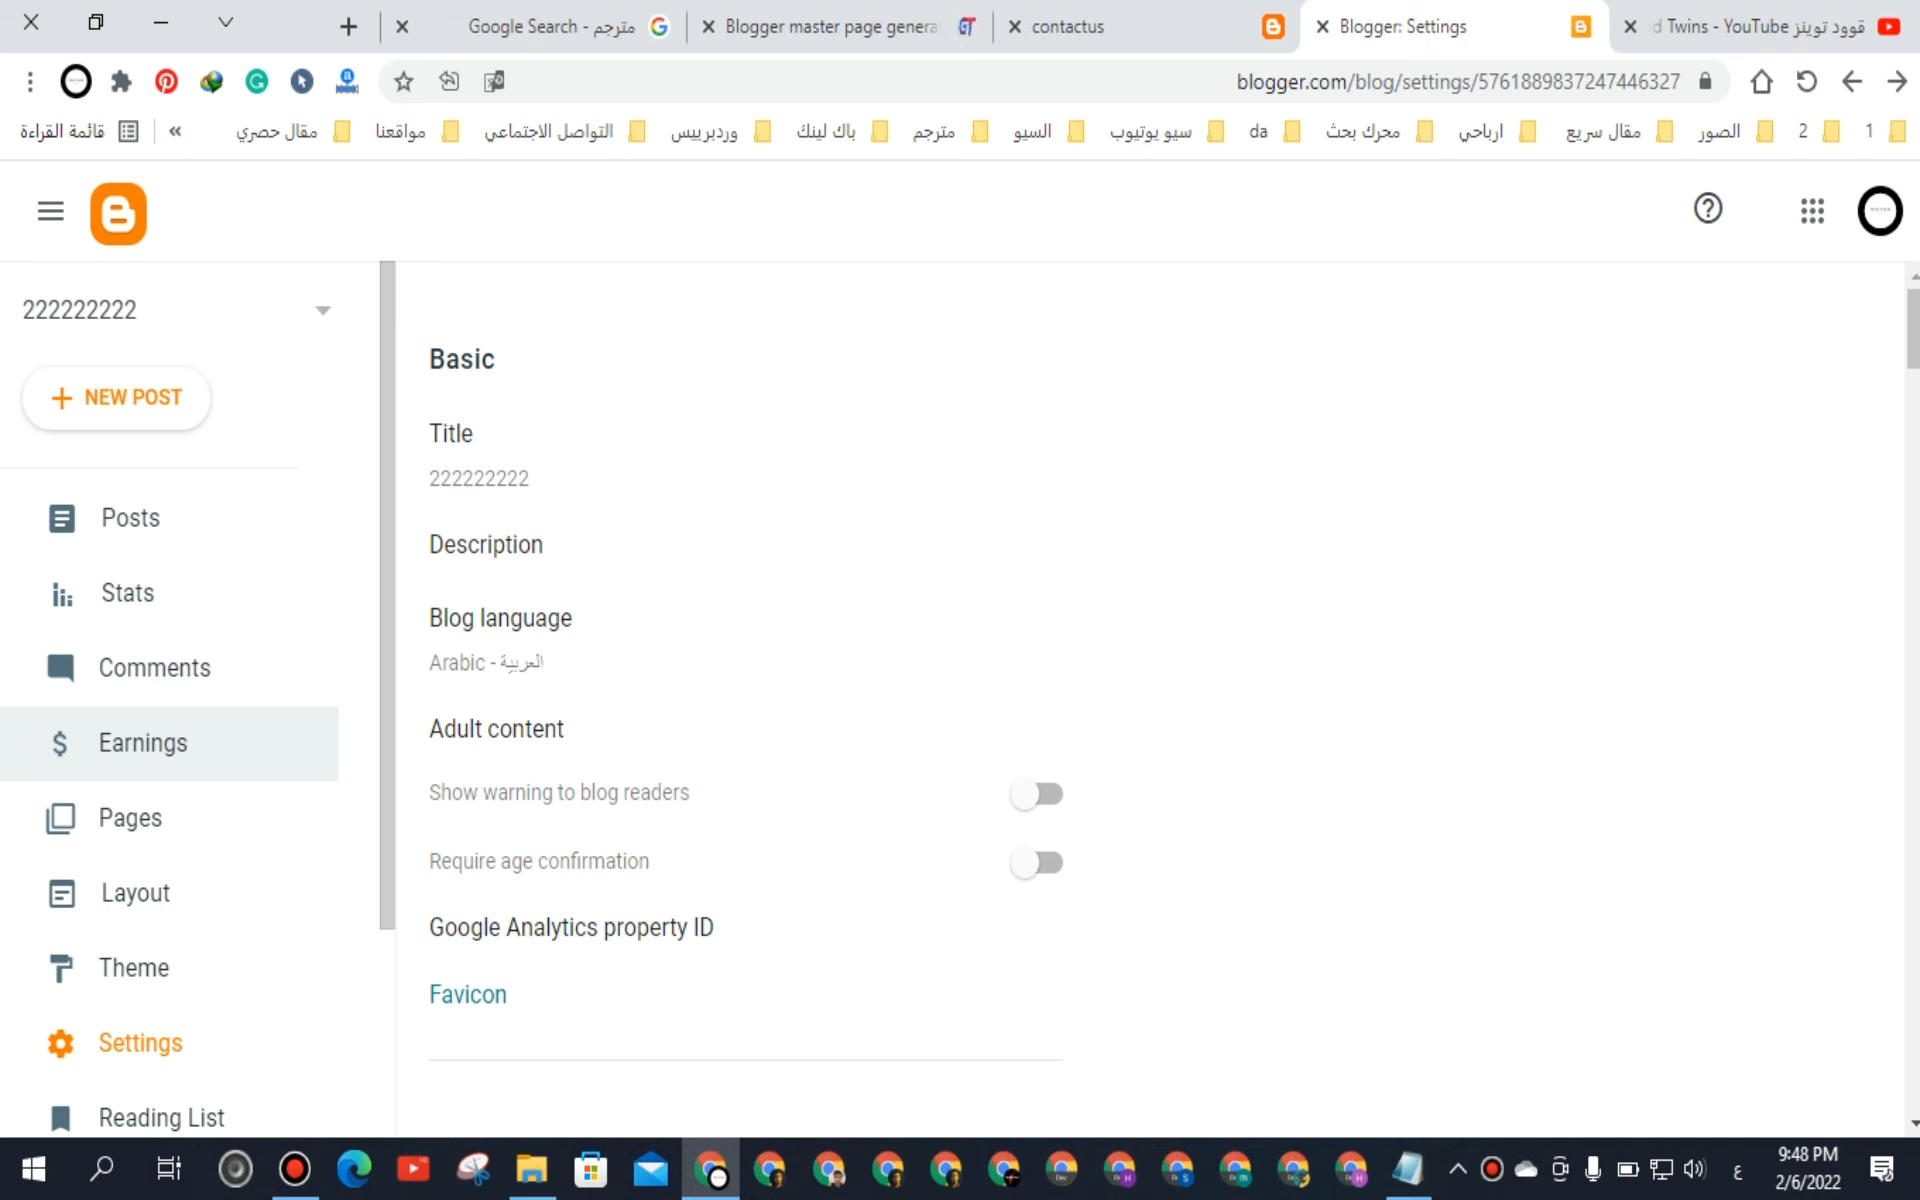 Google Search - مترجم
Blogger master page genera
contactus
Blogger: Settings
d Twins - YouTube قوود توينز
blogger.com/blog/settings/5761889837247446327
قائمة القراءة
«
مقال حصري
مواقعنا
التواصل الاجتماعي
وردبرييس
باك لينك
مترجم
السيو
سيو يوتيوب
da
محرك بحث
ارباحي
مقال سريع
الصور
2
1
222222222
NEW POST
Posts
Stats
Comments
Earnings
Pages
Layout
Theme
Settings
Reading List
Basic
Title
222222222
Description
Blog language
Arabic - العربية
Adult content
Show warning to blog readers
Require age confirmation
Google Analytics property ID
Favicon
ع
9:48 PM
2/6/2022